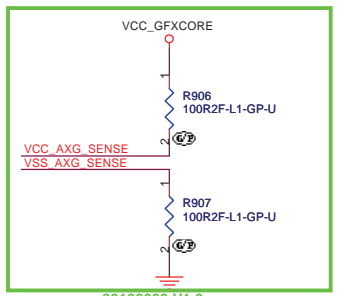 VCC_GFXCORE
1
R906
100R2F-L1-GP-U
2
G/P
VCC_AXG_SENSE
VSS_AXG_SENSE
1
R907
100R2F-L1-GP-U
2
G/P